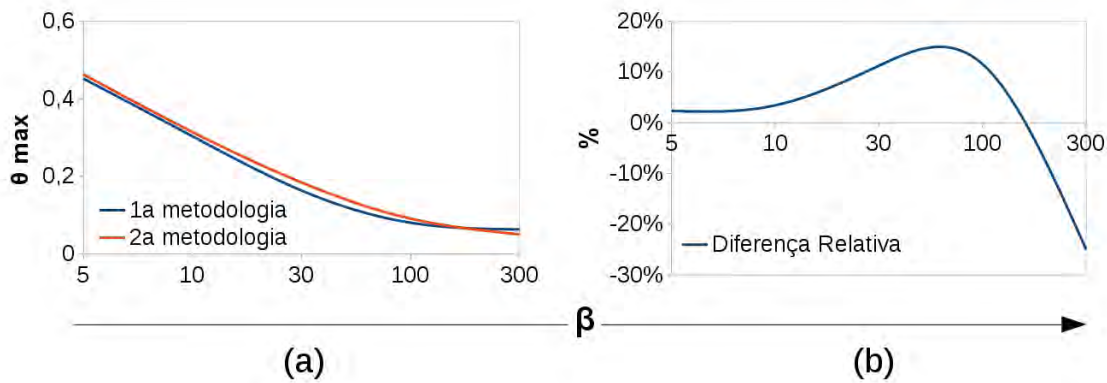 0,6
0,4
0,2
0
θ max
1a metodologia
2a metodologia
5 10 30 100 300
(a)
20%
10%
0%
-10%
-20%
-30%
%
5 10 30 100 300
Diferença Relativa
β
(b)